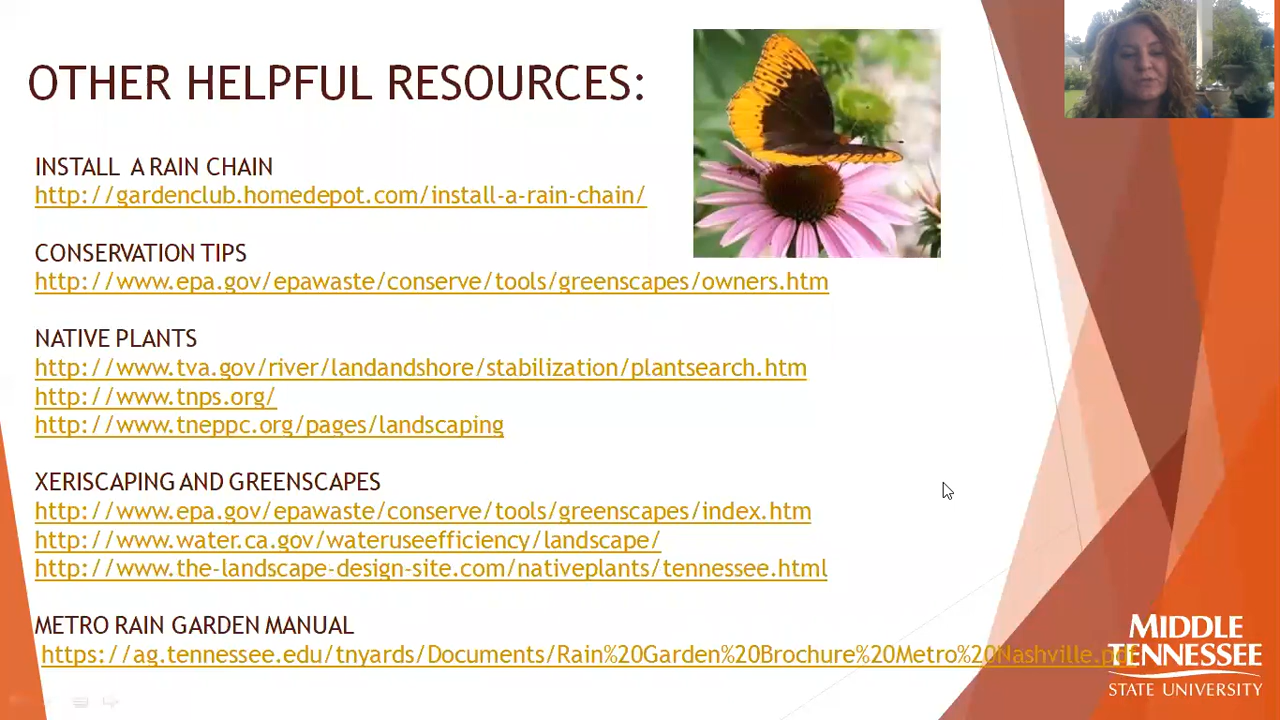 OTHER HELPFUL RESOURCES:
INSTALL A RAIN CHAIN
http://gardenclub.homedepot.com/install-a-rain-chain/
CONSERVATION TIPS
http://www.epa.gov/epawaste/conserve/tools/greenscapes/owners.htm
NATIVE PLANTS
http://www.tva.gov/river/landandshore/stabilization/plantsearch.htm
http://www.tnps.org/
http://www.tneppc.org/pages/landscaping
XERISCAPING AND GREENSCAPES
http://www.epa.gov/epawaste/conserve/tools/greenscapes/index.htm
http://www.water.ca.gov/wateruseefficiency/landscape/
http://www.the-landscape-design-site.com/nativeplants/tennessee.html
METRO RAIN GARDEN MANUAL
https://ag.tennessee.edu/tnyards/Documents/Rain%20Garden%20Brochure%20Metro%20Nashville.pdf
MIDDLE
TENNESSEE
STATE UNIVERSITY